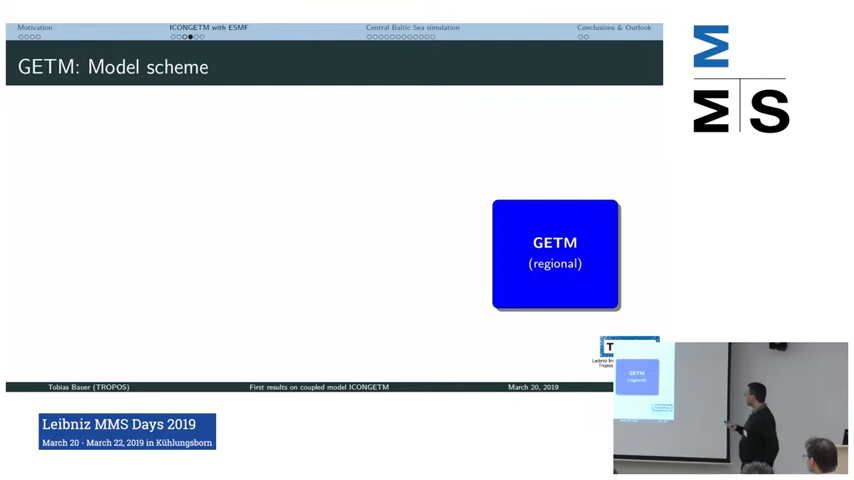 Motivation
ICONGETM with ESMF
Central Baltic Sea simulation
Conclusions & Outlook
GETM: Model scheme
GETM
(regional)
Tobias Bauer (TROPOS)
First results on coupled model ICONGETM
March 20, 2019
Leibniz MMS Days 2019
March 20 - March 22, 2019 in Kühlungsborn
M
M S
GETM
(regional)